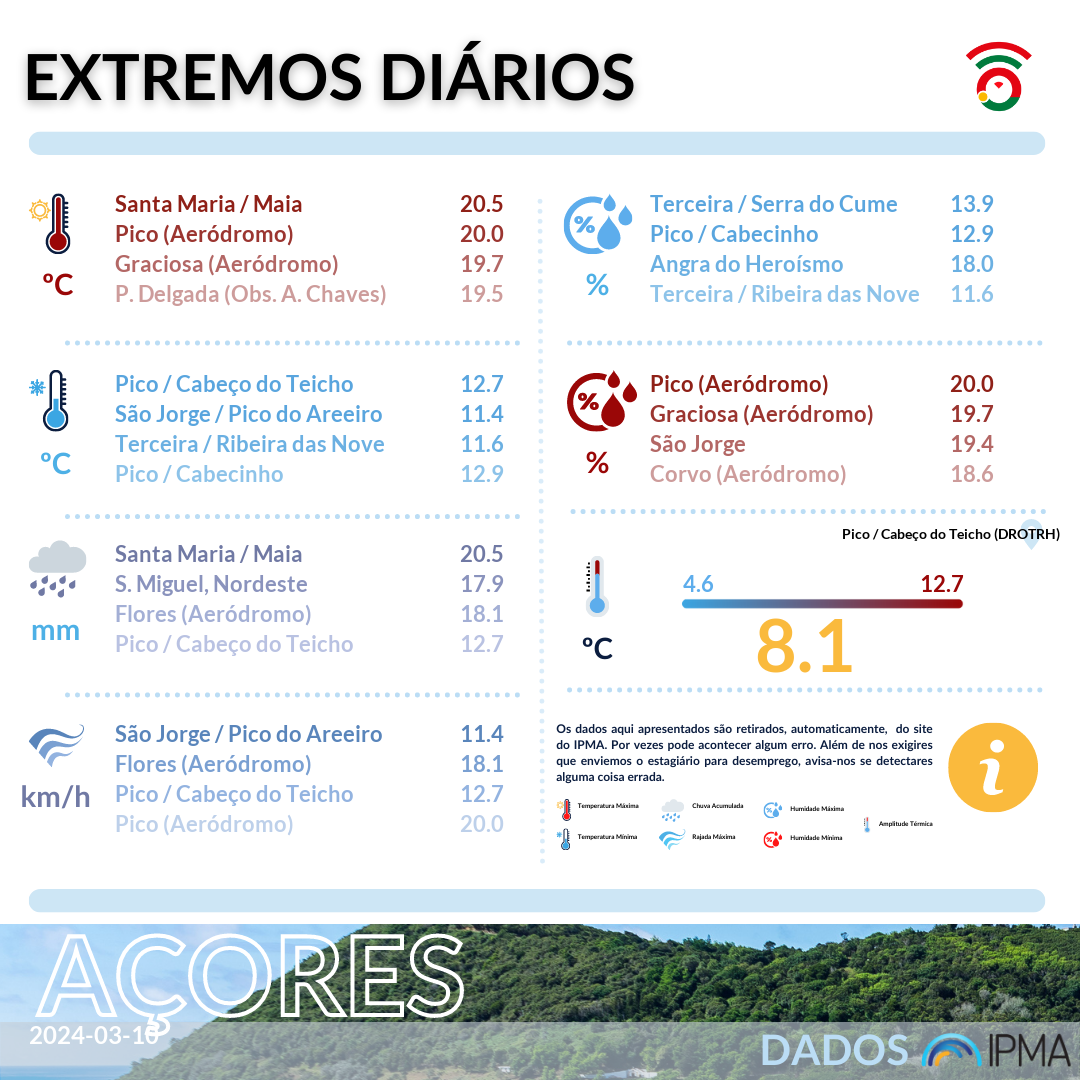 EXTREMOS DIÁRIOS
Santa Maria / Maia 20.5
Pico (Aeródromo) 20.0
Graciosa (Aeródromo) 19.7
P. Delgada (Obs. A. Chaves) 19.5
ºC
Pico / Cabeço do Teicho 12.7
São Jorge / Pico do Areeiro 11.4
Terceira / Ribeira das Nove 11.6
Pico / Cabecinho 12.9
ºC
Santa Maria / Maia 20.5
S. Miguel, Nordeste 17.9
Flores (Aeródromo) 18.1
Pico / Cabeço do Teicho 12.7
mm
São Jorge / Pico do Areeiro 11.4
Flores (Aeródromo) 18.1
Pico / Cabeço do Teicho 12.7
Pico (Aeródromo) 20.0
km/h
%
Terceira / Serra do Cume 13.9
Pico / Cabecinho 12.9
Angra do Heroísmo 18.0
Terceira / Ribeira das Nove 11.6
%
%
Pico (Aeródromo) 20.0
Graciosa (Aeródromo) 19.7
São Jorge 19.4
Corvo (Aeródromo) 18.6
%
Pico / Cabeço do Teicho (DROTRH)
4.6 12.7
8.1
ºC
Os dados aqui apresentados são retirados, automaticamente, do site
do IPMA. Por vezes pode acontecer algum erro. Além de nos exigires
que enviemos o estagiário para desemprego, avisa-nos se detectares
alguma coisa errada.
i
Temperatura Máxima Chuva Acumulada Humidade Máxima
Amplitude Térmica
Temperatura Mínima Rajada Máxima Humidade Mínima
AÇORES
2024-03-10
DADOS IPMA